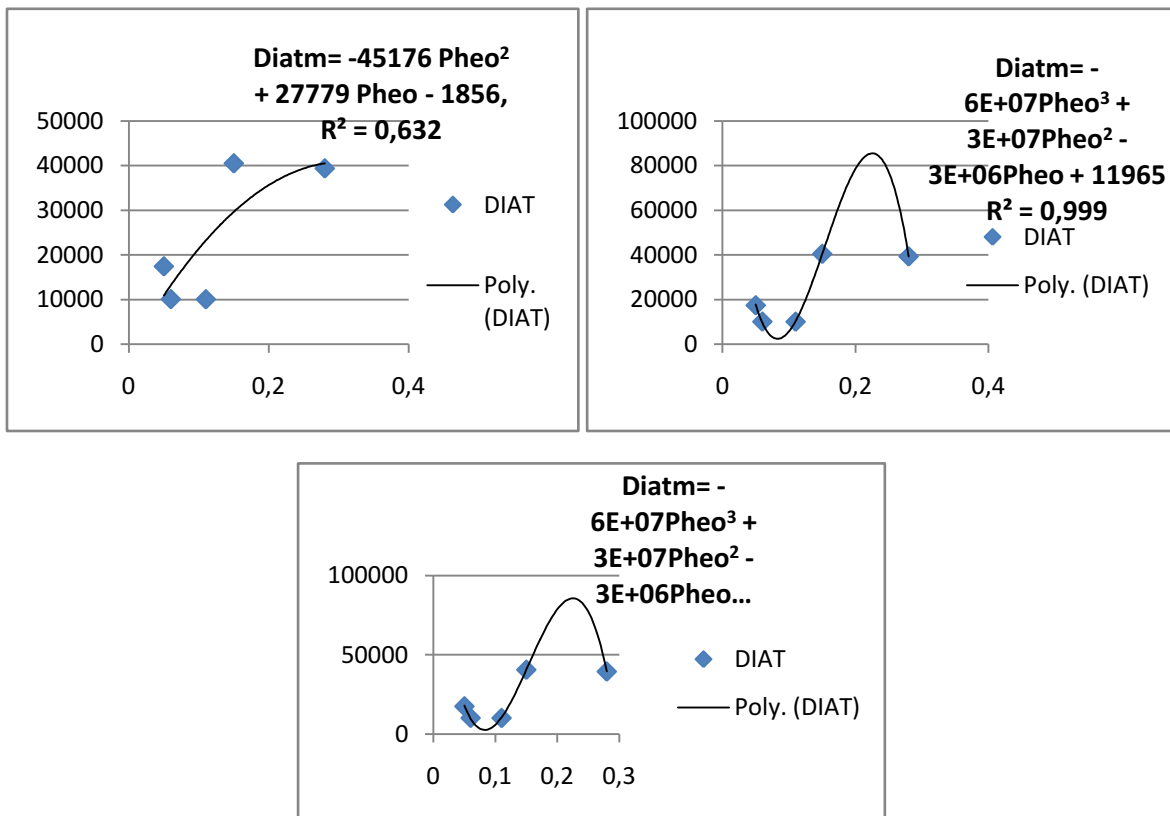 Diatm= -45176 Pheo²
+ 27779 Pheo - 1856,
R² = 0,632
50000
40000
30000
20000
10000
0
0
0,2
0,4
DIAT
Poly.
(DIAT)
Diatm= -
6E+07Pheo³ +
3E+07Pheo² -
3E+06Pheo + 11965
R² = 0,999
100000
80000
60000
40000
20000
0
0
0,2
0,4
DIAT
Poly. (DIAT)
Diatm= -
6E+07Pheo³ +
3E+07Pheo² -
3E+06Pheo...
100000
50000
0
0
0,1
0,2
0,3
DIAT
Poly. (DIAT)